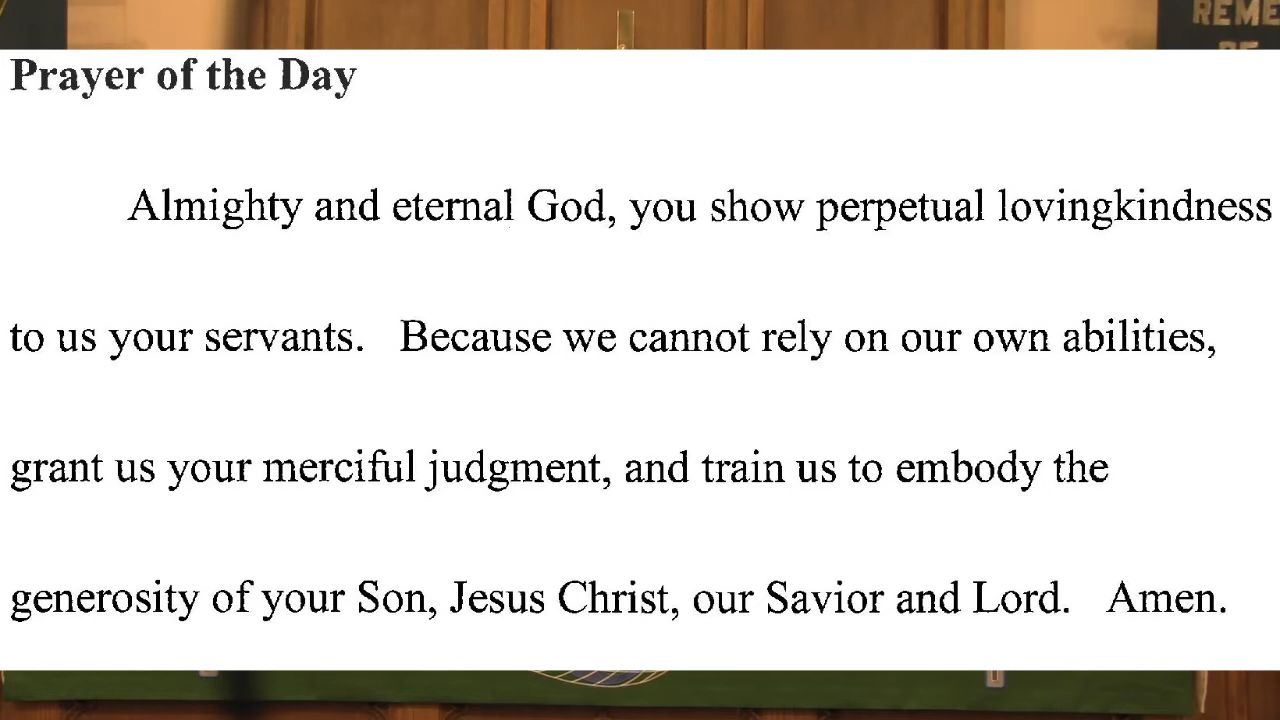 REME
Prayer of the Day
Almighty and eternal God, you show perpetual lovingkindness
to us your servants. Because we cannot rely on our own abilities,
grant us your merciful judgment, and train us to embody the
generosity of your Son, Jesus Christ, our Savior and Lord. Amen.